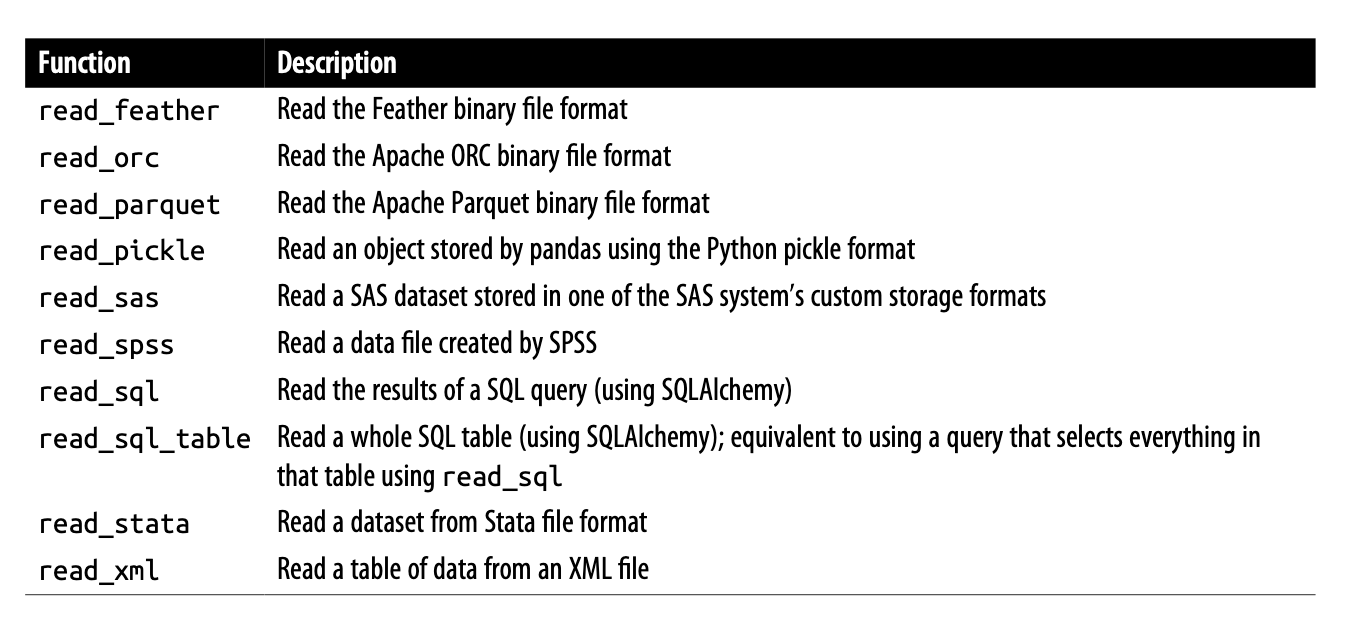 Function Description
read_feather Read the Feather binary file format
read_orc Read the Apache ORC binary file format
read_parquet Read the Apache Parquet binary file format
read_pickle Read an object stored by pandas using the Python pickle format
read_sas Read a SAS dataset stored in one of the SAS system’s custom storage formats
read_spss Read a data file created by SPSS
read_sql Read the results of a SQL query (using SQLAlchemy)
read_sql_table Read a whole SQL table (using SQLAlchemy); equivalent to using a query that selects everything in
that table using read_sql
read_stata Read a dataset from Stata file format
read_xml Read a table of data from an XML file